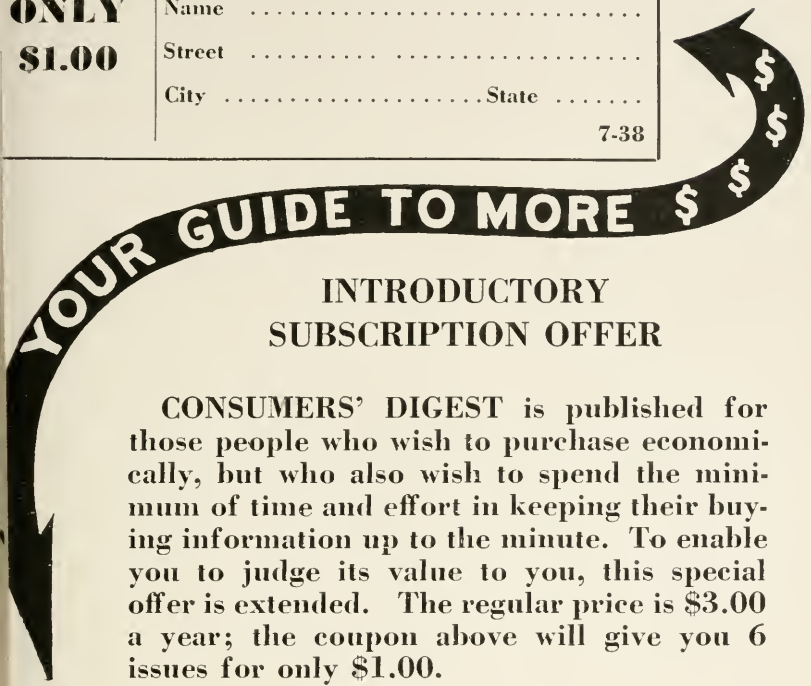 ONLY
$1.00
Name ........................................
Street .......... ...........................
City ......................State .......
7-38
YOUR GUIDE TO MORE $ $ $ $
INTRODUCTORY
SUBSCRIPTION OFFER
CONSUMERS' DIGEST is published for
those people who wish to purchase economi-
cally, but who also wish to spend the mini-
mum of time and effort in keeping their buy-
ing information up to the minute. To enable
you to judge its value to you, this special
offer is extended. The regular price is $3.00
a year; the coupon above will give you 6
issues for only $1.00.